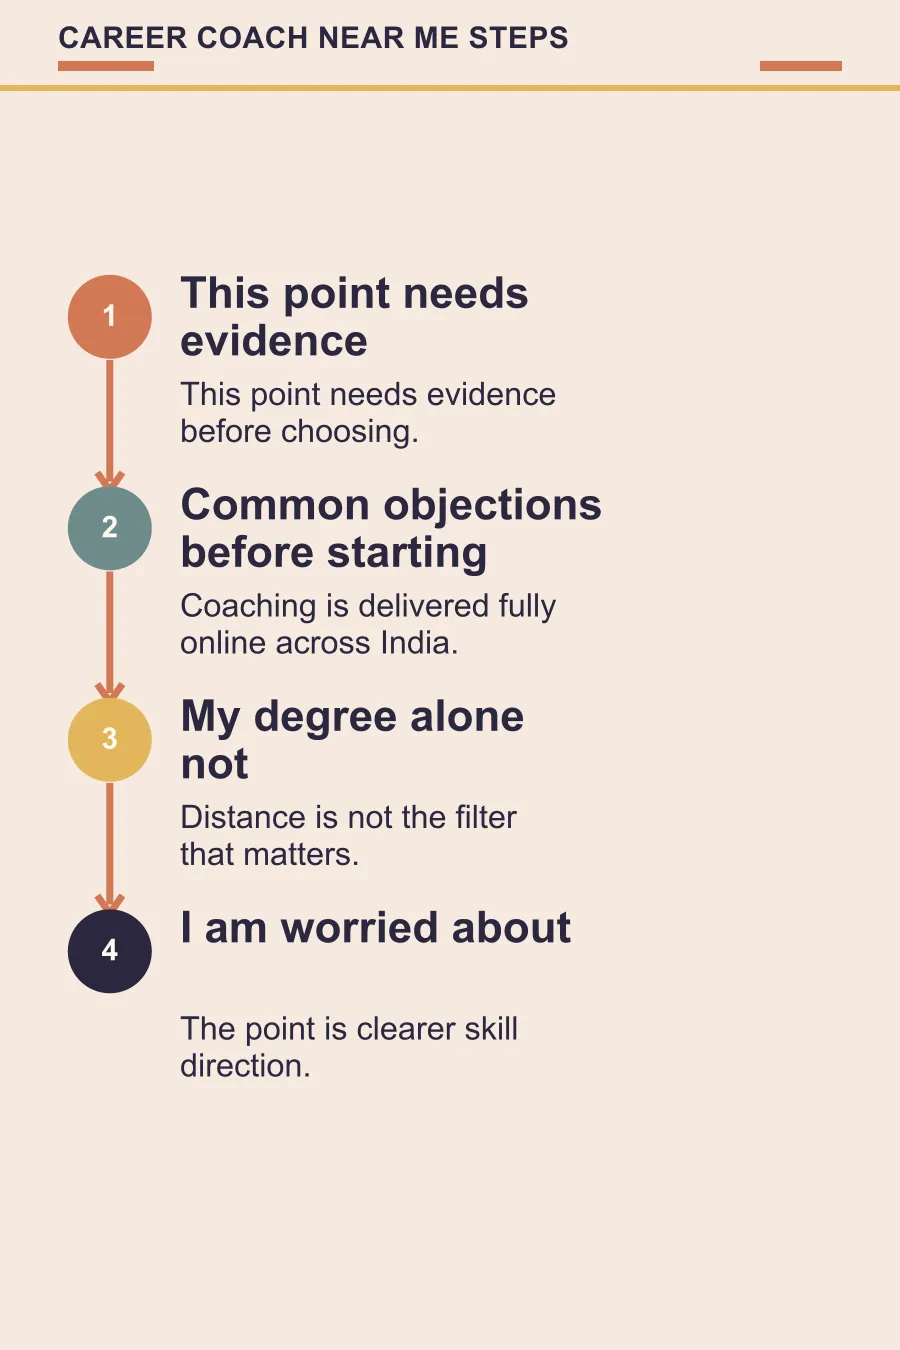 CAREER COACH NEAR ME STEPS
1
This point needs
evidence
This point needs evidence
before choosing.
2
Common objections
before starting
Coaching is delivered fully
online across India.
3
My degree alone
not
Distance is not the filter
that matters.
4
I am worried about
The point is clearer skill
direction.